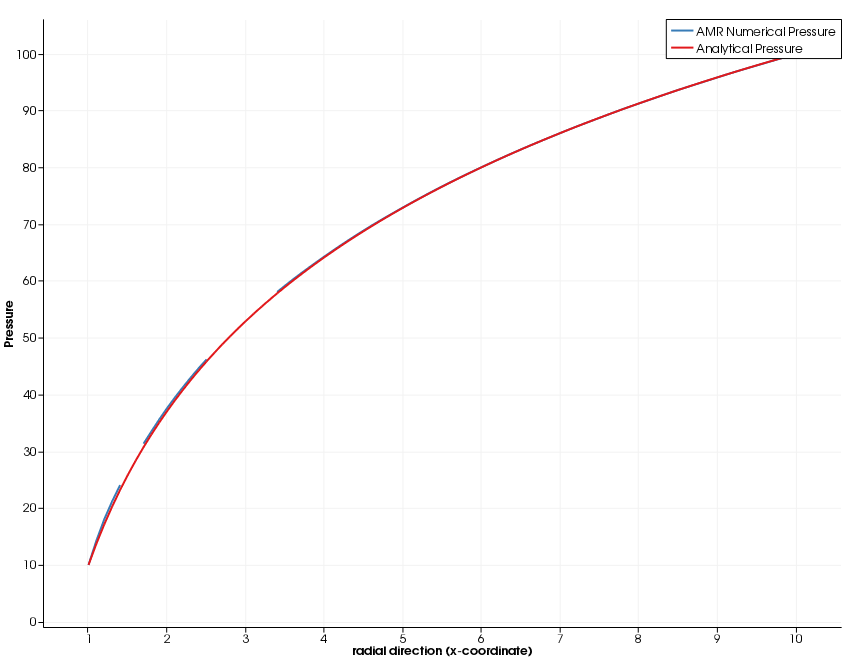 AMR Numerical Pressure
Analytical Pressure
100
90
80
70
60
50
40
30
20
10
0
Pressure
1 2 3 4 5 6 7 8 9 10
radial direction (x-coordinate)